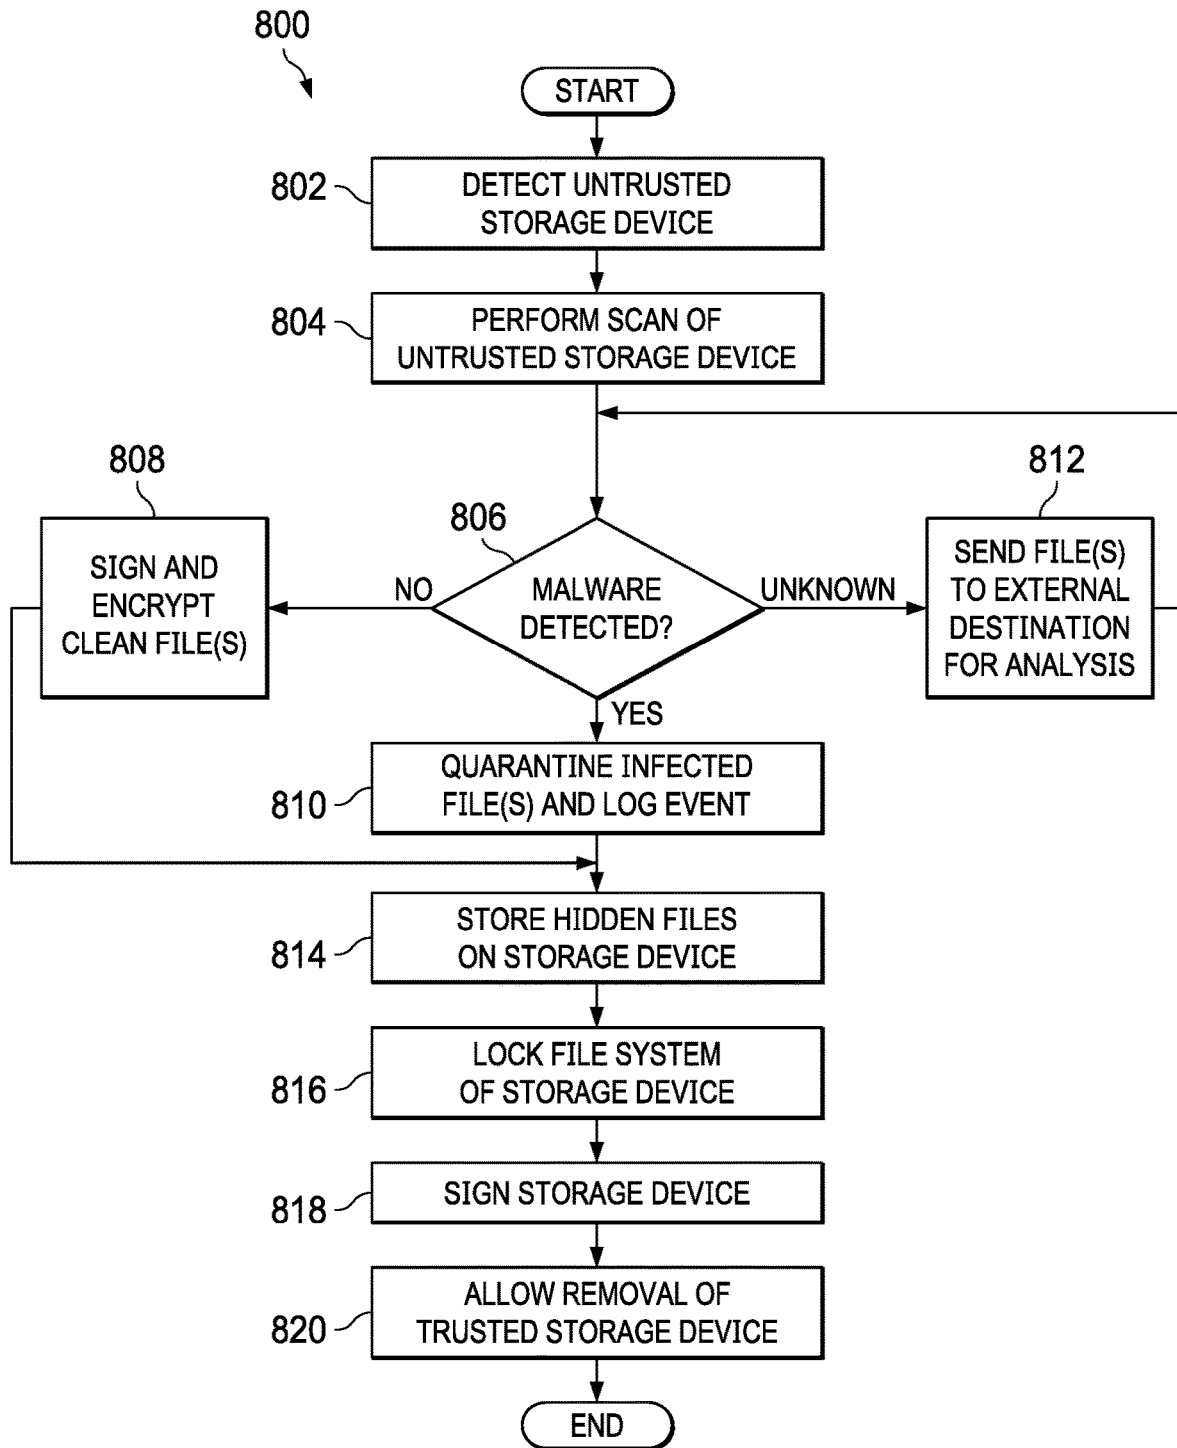 800
START
802
DETECT UNTRUSTED
STORAGE DEVICE
804
PERFORM SCAN OF
UNTRUSTED STORAGE DEVICE
808
SIGN AND
ENCRYPT
CLEAN FILE(S)
NO
806
MALWARE
DETECTED?
UNKNOWN
812
SEND FILE(S)
TO EXTERNAL
DESTINATION
FOR ANALYSIS
YES
810
QUARANTINE INFECTED
FILE(S) AND LOG EVENT
814
STORE HIDDEN FILES
ON STORAGE DEVICE
816
LOCK FILE SYSTEM
OF STORAGE DEVICE
818
SIGN STORAGE DEVICE
820
ALLOW REMOVAL OF
TRUSTED STORAGE DEVICE
END